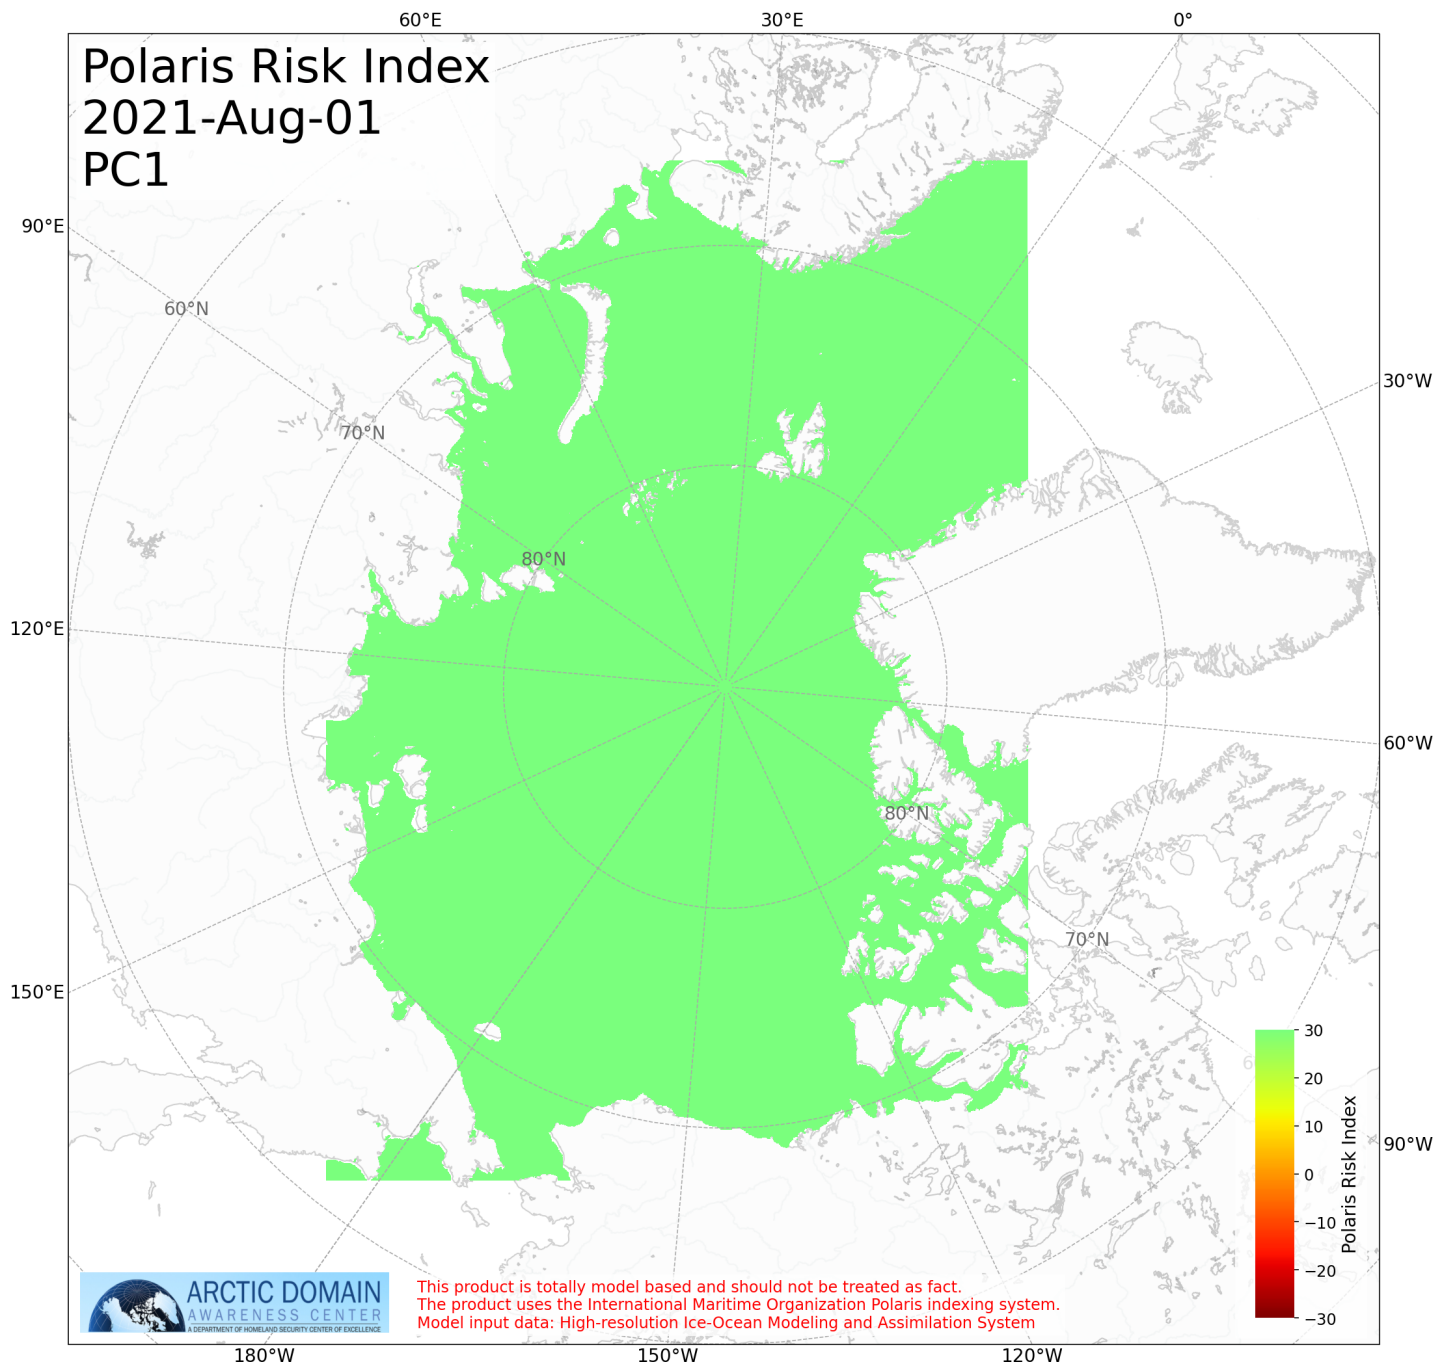 60°E 30°E 0°
Polaris Risk Index
2021-Aug-01
PC1
90°E
60°N
30°W
70°N
80°N
120°E
60°W
80°N
70°N
150°E
30
20
10
0
−10
−20
−30
Polaris Risk Index
90°W
ARCTIC DOMAIN
AWARENESS CENTER
A DEPARTMENT OF HOMELAND SECURITY CENTER OF EXCELLENCE
This product is totally model based and should not be treated as fact.
The product uses the International Maritime Organization Polaris indexing system.
Model input data: High-resolution Ice-Ocean Modeling and Assimilation System
180°W 150°W 120°W